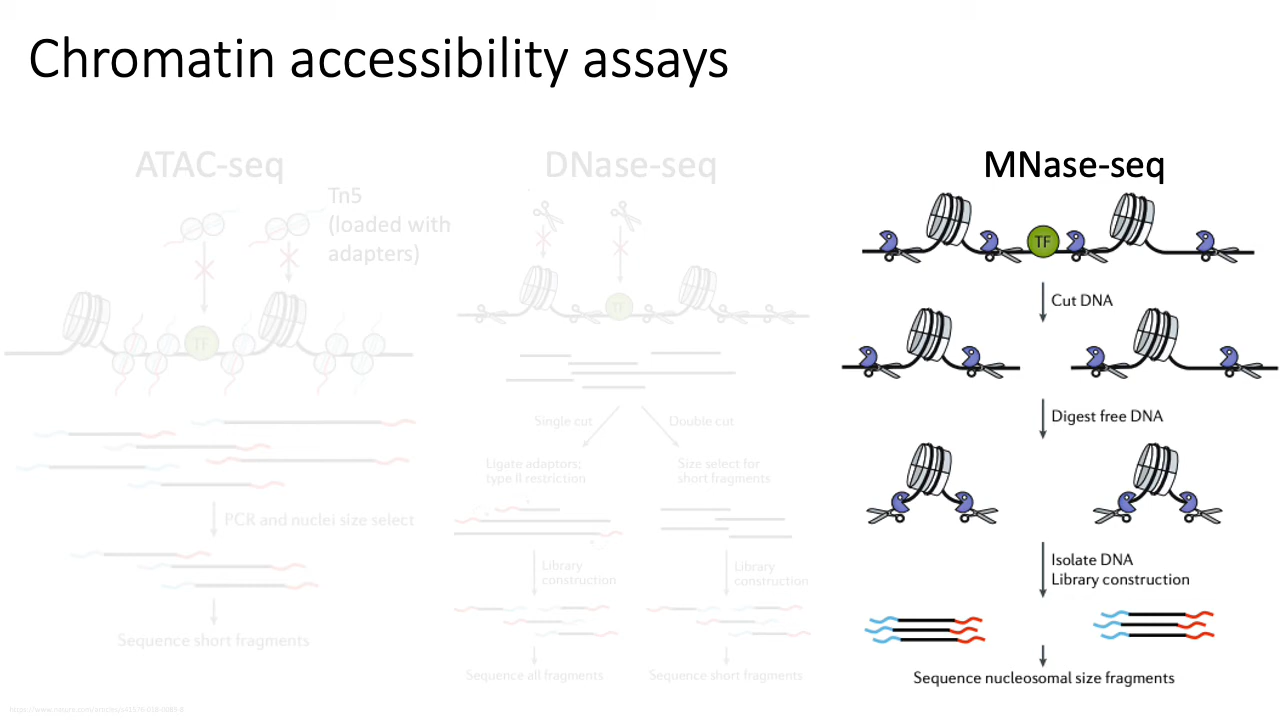 Chromatin accessibility assays
ATAC-seq
Tn5
(loaded with
adapters)
TF
PCR and nuclei size select
Sequence short fragments
DNase-seq
TF
Single cut
Double cut
Ligate adaptors;
type II restriction
Size select for
short fragments
Library
construction
Library
construction
Sequence all fragments
Sequence short fragments
MNase-seq
TF
Cut DNA
Digest free DNA
Isolate DNA
Library construction
Sequence nucleosomal size fragments